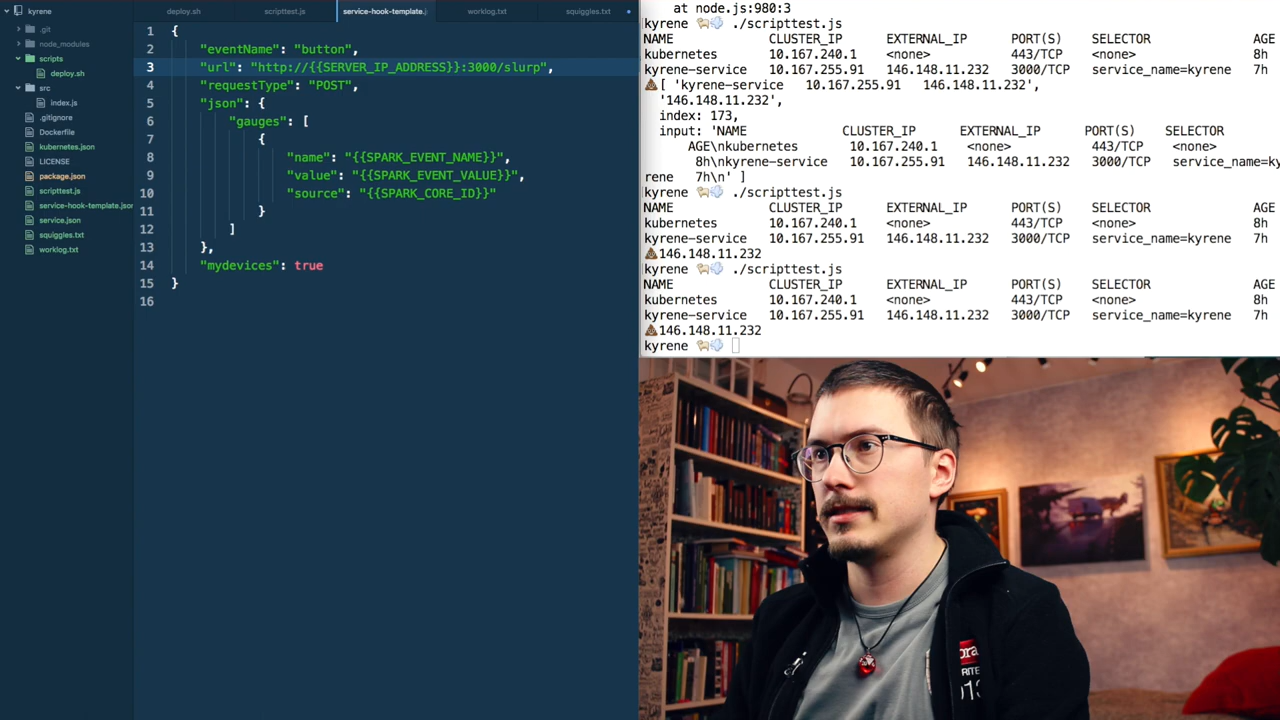 kyrene
.git
node_modules
scripts
deploy.sh
src
index.js
.gitignore
Dockerfile
kubernetes.json
LICENSE
package.json
scripttest.js
service-hook-template.json
service.json
squiggles.txt
worklog.txt
deploy.sh
scripttest.js
service-hook-template.j
worklog.txt
squiggles.txt
1 {
2 "eventName": "button",
3 "url": "http://{{SERVER_IP_ADDRESS}}:3000/slurp",
4 "requestType": "POST",
5 "json": {
6 "gauges": [
7 {
8 "name": "{{SPARK_EVENT_NAME}}",
9 "value": "{{SPARK_EVENT_VALUE}}",
10 "source": "{{SPARK_CORE_ID}}"
11 }
12 ]
13 },
14 "mydevices": true
15 }
16
at node.js:980:3
kyrene 🐑💨 ./scripttest.js
NAME CLUSTER_IP EXTERNAL_IP PORT(S) SELECTOR AGE
kubernetes 10.167.240.1 <none> 443/TCP <none> 8h
kyrene-service 10.167.255.91 146.148.11.232 3000/TCP service_name=kyrene 7h
💩[ 'kyrene-service 10.167.255.91 146.148.11.232',
'146.148.11.232',
index: 173,
input: 'NAME CLUSTER_IP EXTERNAL_IP PORT(S) SELECTOR
AGE\nkubernetes 10.167.240.1 <none> 443/TCP <none>
8h\nkyrene-service 10.167.255.91 146.148.11.232 3000/TCP service_name=ky
rene 7h\n' ]
kyrene 🐑💨 ./scripttest.js
NAME CLUSTER_IP EXTERNAL_IP PORT(S) SELECTOR AGE
kubernetes 10.167.240.1 <none> 443/TCP <none> 8h
kyrene-service 10.167.255.91 146.148.11.232 3000/TCP service_name=kyrene 7h
💩146.148.11.232
kyrene 🐑💨 ./scripttest.js
NAME CLUSTER_IP EXTERNAL_IP PORT(S) SELECTOR AGE
kubernetes 10.167.240.1 <none> 443/TCP <none> 8h
kyrene-service 10.167.255.91 146.148.11.232 3000/TCP service_name=kyrene 7h
💩146.148.11.232
kyrene 🐑💨